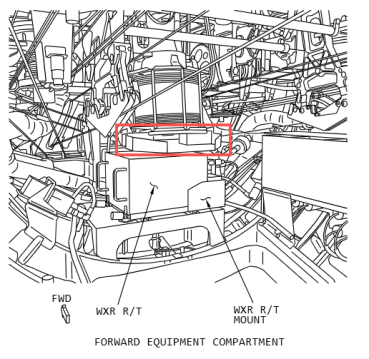 FWD
WXR R/T
WXR R/T
MOUNT
FORWARD EQUIPMENT COMPARTMENT